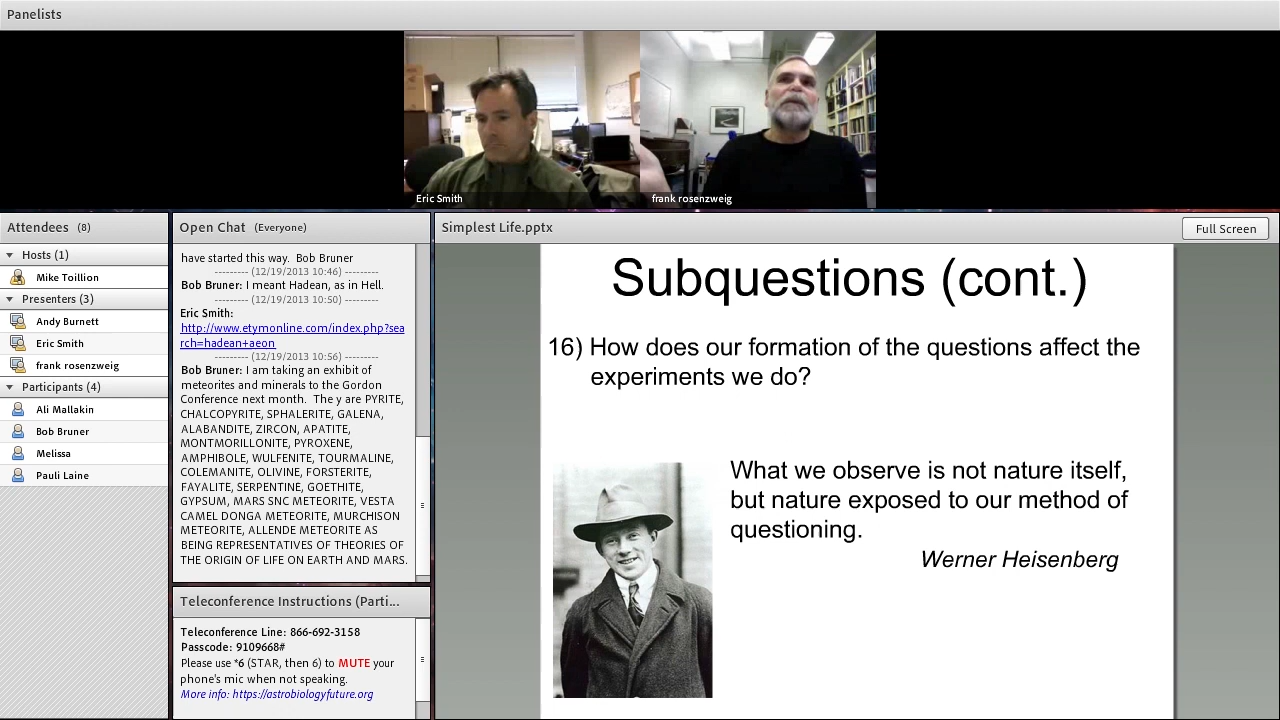 Panelists
Eric Smith
frank rosenzweig
Attendees (8)
Hosts (1)
Mike Toillion
Presenters (3)
Andy Burnett
Eric Smith
frank rosenzweig
Participants (4)
Ali Mallakin
Bob Bruner
Melissa
Pauli Laine
Open Chat (Everyone)
have started this way. Bob Bruner
--------- (12/19/2013 10:46) ---------
Bob Bruner: I meant Hadean, as in Hell.
--------- (12/19/2013 10:50) ---------
Eric Smith:
http://www.etymonline.com/index.php?sea
rch=hadean+aeon
--------- (12/19/2013 10:56) ---------
Bob Bruner: I am taking an exhibit of
meteorites and minerals to the Gordon
Conference next month. The y are PYRITE,
CHALCOPYRITE, SPHALERITE, GALENA,
ALABANDITE, ZIRCON, APATITE,
MONTMORILLONITE, PYROXENE,
AMPHIBOLE, WULFENITE, TOURMALINE,
COLEMANITE, OLIVINE, FORSTERITE,
FAYALITE, SERPENTINE, GOETHITE,
GYPSUM, MARS SNC METEORITE, VESTA
CAMEL DONGA METEORITE, MURCHISON
METEORITE, ALLENDE METEORITE AS
BEING REPRESENTATIVES OF THEORIES OF
THE ORIGIN OF LIFE ON EARTH AND MARS.
Teleconference Instructions (Parti...
Teleconference Line: 866-692-3158
Passcode: 9109668#
Please use *6 (STAR, then 6) to MUTE your
phone's mic when not speaking.
More info: https://astrobiologyfuture.org
Simplest Life.pptx
Full Screen
Subquestions (cont.)
16) How does our formation of the questions affect the
experiments we do?
What we observe is not nature itself,
but nature exposed to our method of
questioning.
Werner Heisenberg